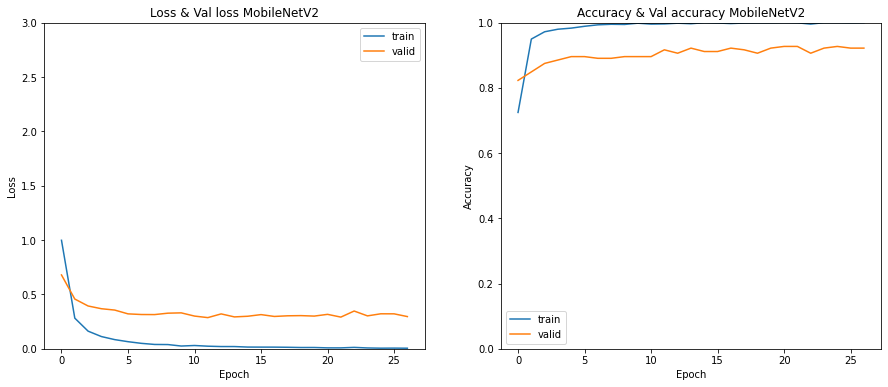 Loss & Val loss MobileNetV2
3.0
2.5
2.0
1.5
1.0
0.5
0.0
Loss
0
5
10
15
20
25
Epoch
train
valid
Accuracy & Val accuracy MobileNetV2
1.0
0.8
0.6
0.4
0.2
0.0
Accuracy
0
5
10
15
20
25
Epoch
train
valid